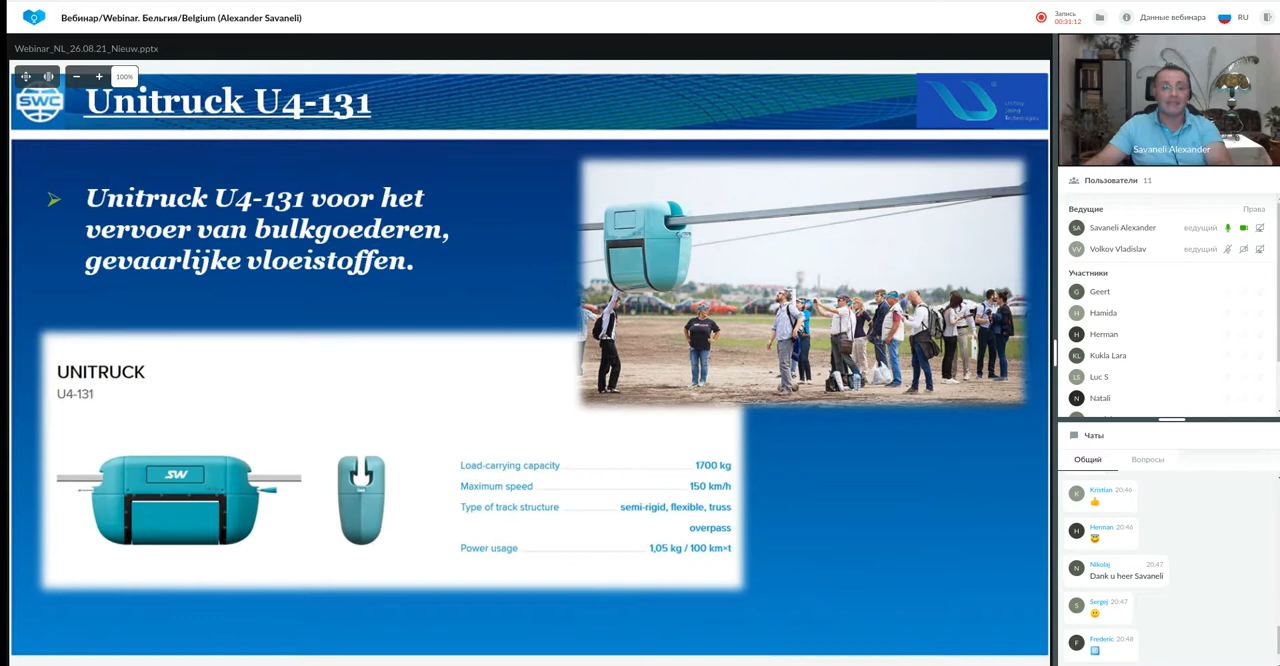 Вебинар/Webinar. Бельгия/Belgium (Alexander Savaneli)
Запись
00:31:12
Данные вебинара
RU
Webinar_NL_26.08.21_Nieuw.pptx
100%
SWC
Unitruck U4-131
Unitruck U4-131 voor het
vervoer van bulkgoederen,
gevaarlijke vloeistoffen.
UNITRUCK
U4-131
SW
Load-carrying capacity 1700 kg
Maximum speed 150 km/h
Type of track structure semi-rigid, flexible, truss
overpass
Power usage 1,05 kg / 100 km×t
Savaneli Alexander
Пользователи 11
Ведущие Права
SA Savaneli Alexander ведущий
VV Volkov Vladislav ведущий
Участники
G Geert
H Hamida
H Herman
KL Kukla Lara
LS Luc S
N Natali
Чаты
Общий Вопросы
K Kristian 20:46
H Herman 20:46
N Nikolaj 20:47
Dank u heer Savaneli
S Sergej 20:47
F Frederic 20:48